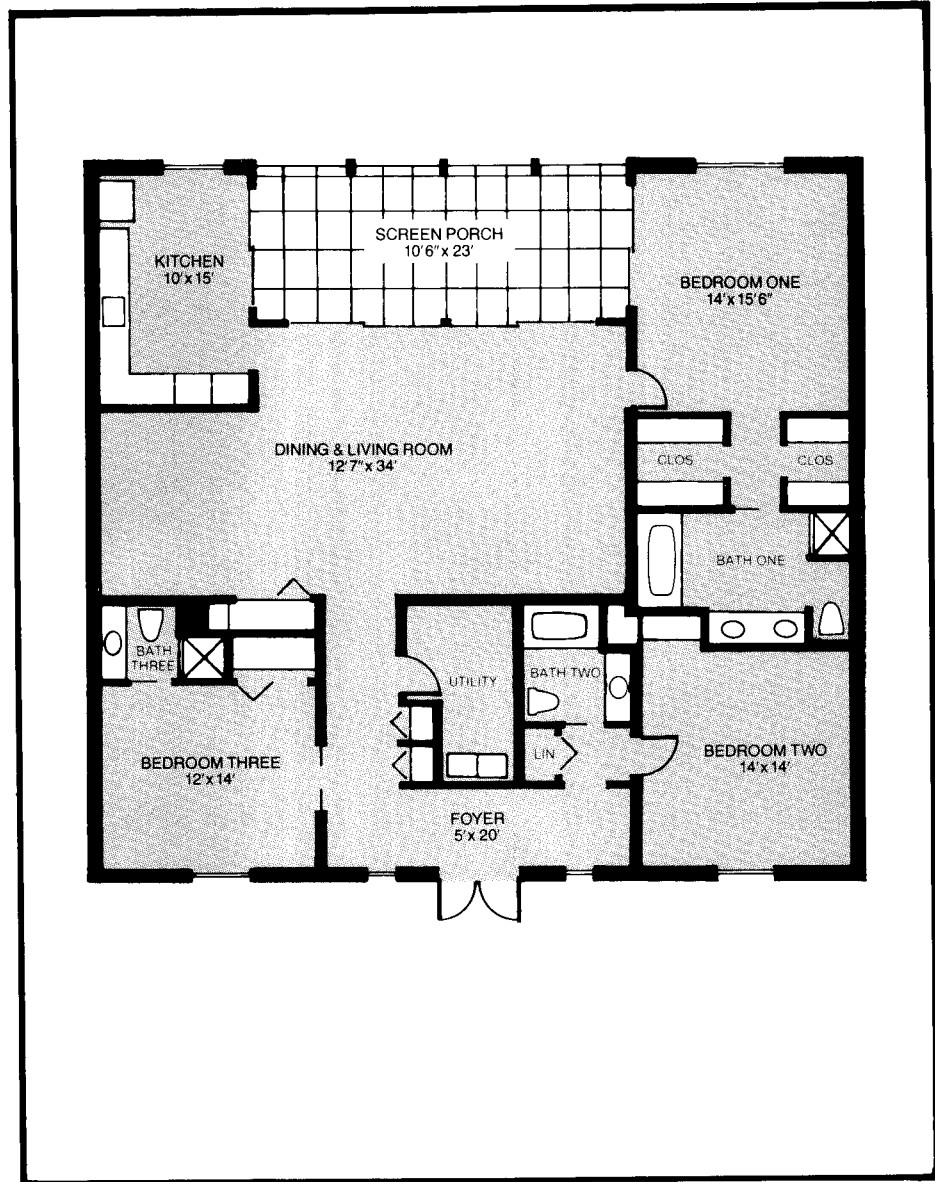 SCREEN PORCH
10'6" x 23'
KITCHEN
10' x 15'
BEDROOM ONE
14' x 15'6"
DINING & LIVING ROOM
12'7" x 34'
CLOS
CLOS
BATH ONE
BATH
THREE
UTILITY
BATH TWO
LIN
BEDROOM THREE
12' x 14'
BEDROOM TWO
14' x 14'
FOYER
5' x 20'